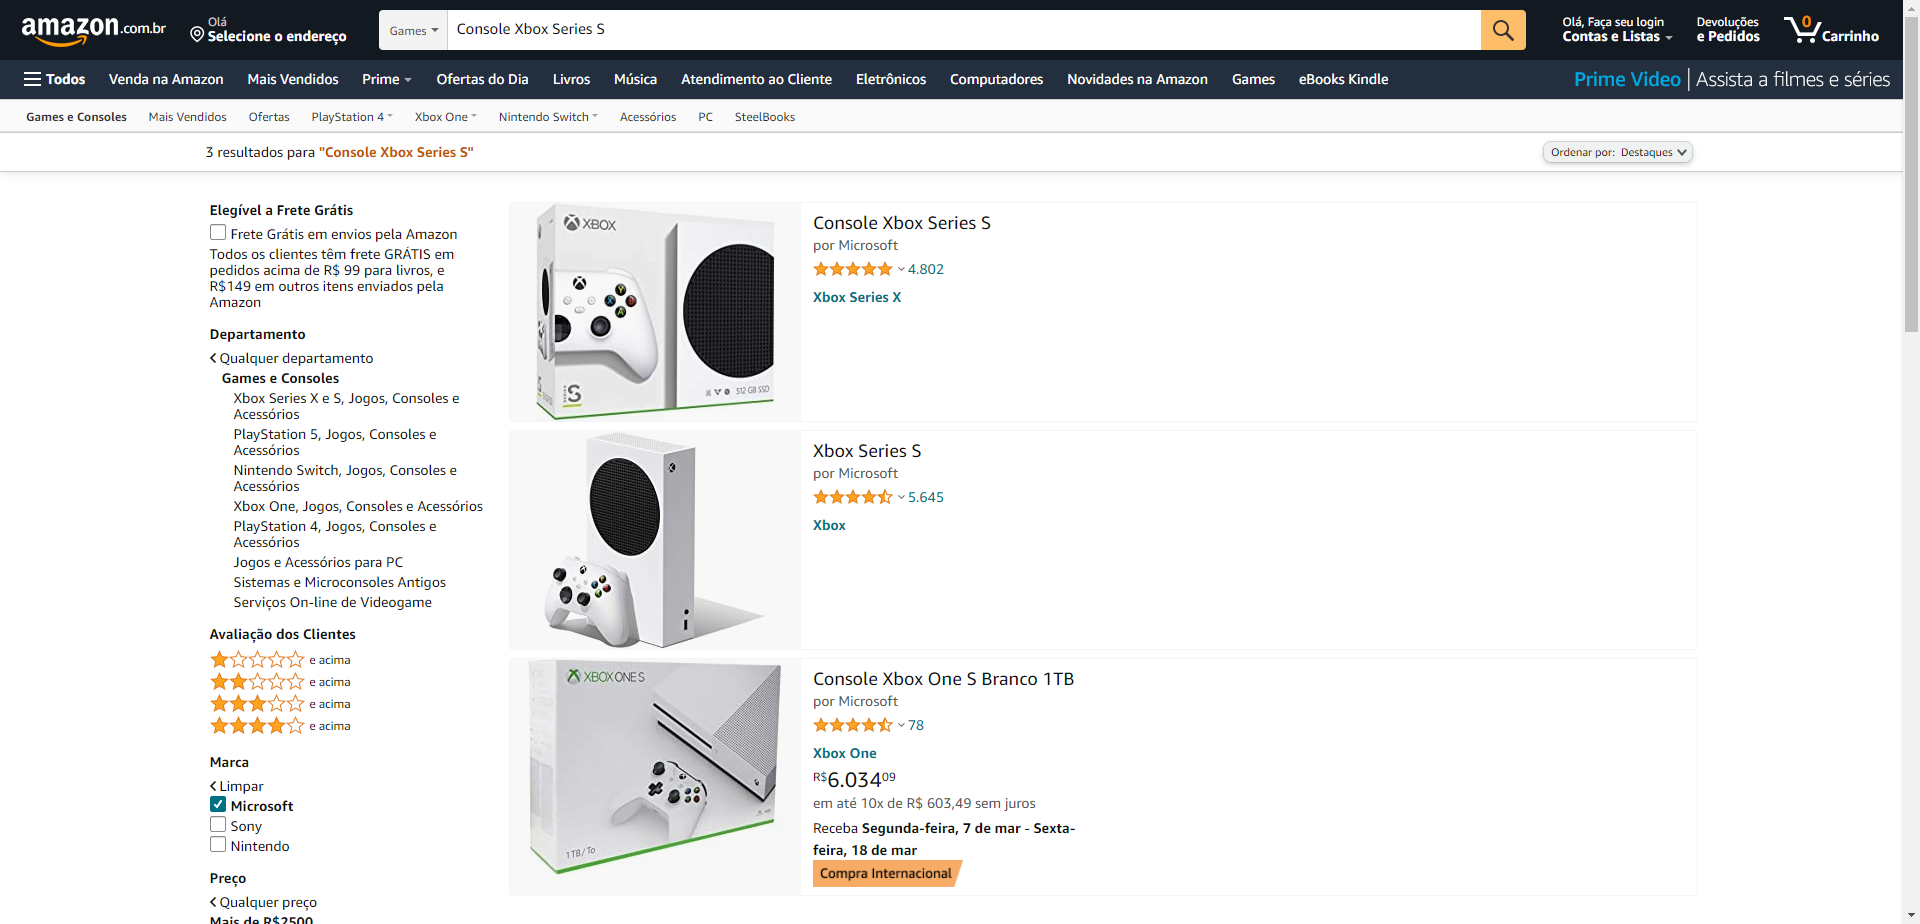 amazon.com.br
Olá
Selecione o endereço
Games
Console Xbox Series S
Olá, Faça seu login
Contas e Listas
Devoluções
e Pedidos
0
Carrinho
Todos
Venda na Amazon
Mais Vendidos
Prime
Ofertas do Dia
Livros
Música
Atendimento ao Cliente
Eletrônicos
Computadores
Novidades na Amazon
Games
eBooks Kindle
Prime Video | Assista a filmes e séries
Games e Consoles
Mais Vendidos
Ofertas
PlayStation 4
Xbox One
Nintendo Switch
Acessórios
PC
SteelBooks
3 resultados para "Console Xbox Series S"
Ordenar por: Destaques
Elegível a Frete Grátis
Frete Grátis em envios pela Amazon
Todos os clientes têm frete GRÁTIS em
pedidos acima de R$ 99 para livros, e
R$149 em outros itens enviados pela
Amazon
Departamento
Qualquer departamento
Games e Consoles
Xbox Series X e S, Jogos, Consoles e
Acessórios
PlayStation 5, Jogos, Consoles e
Acessórios
Nintendo Switch, Jogos, Consoles e
Acessórios
Xbox One, Jogos, Consoles e Acessórios
PlayStation 4, Jogos, Consoles e
Acessórios
Jogos e Acessórios para PC
Sistemas e Microconsoles Antigos
Serviços On-line de Videogame
Avaliação dos Clientes
e acima
e acima
e acima
e acima
Marca
Limpar
Microsoft
Sony
Nintendo
Preço
Qualquer preço
Mais de R$2500
XBOX
Y
X
B
A
S
512 GB SSD
Console Xbox Series S
por Microsoft
4.802
Xbox Series X
Xbox Series S
por Microsoft
5.645
Xbox
XBOX ONE S
1TB/To
Console Xbox One S Branco 1TB
por Microsoft
78
Xbox One
R$6.03409
em até 10x de R$ 603,49 sem juros
Receba Segunda-feira, 7 de mar - Sexta-
feira, 18 de mar
Compra Internacional